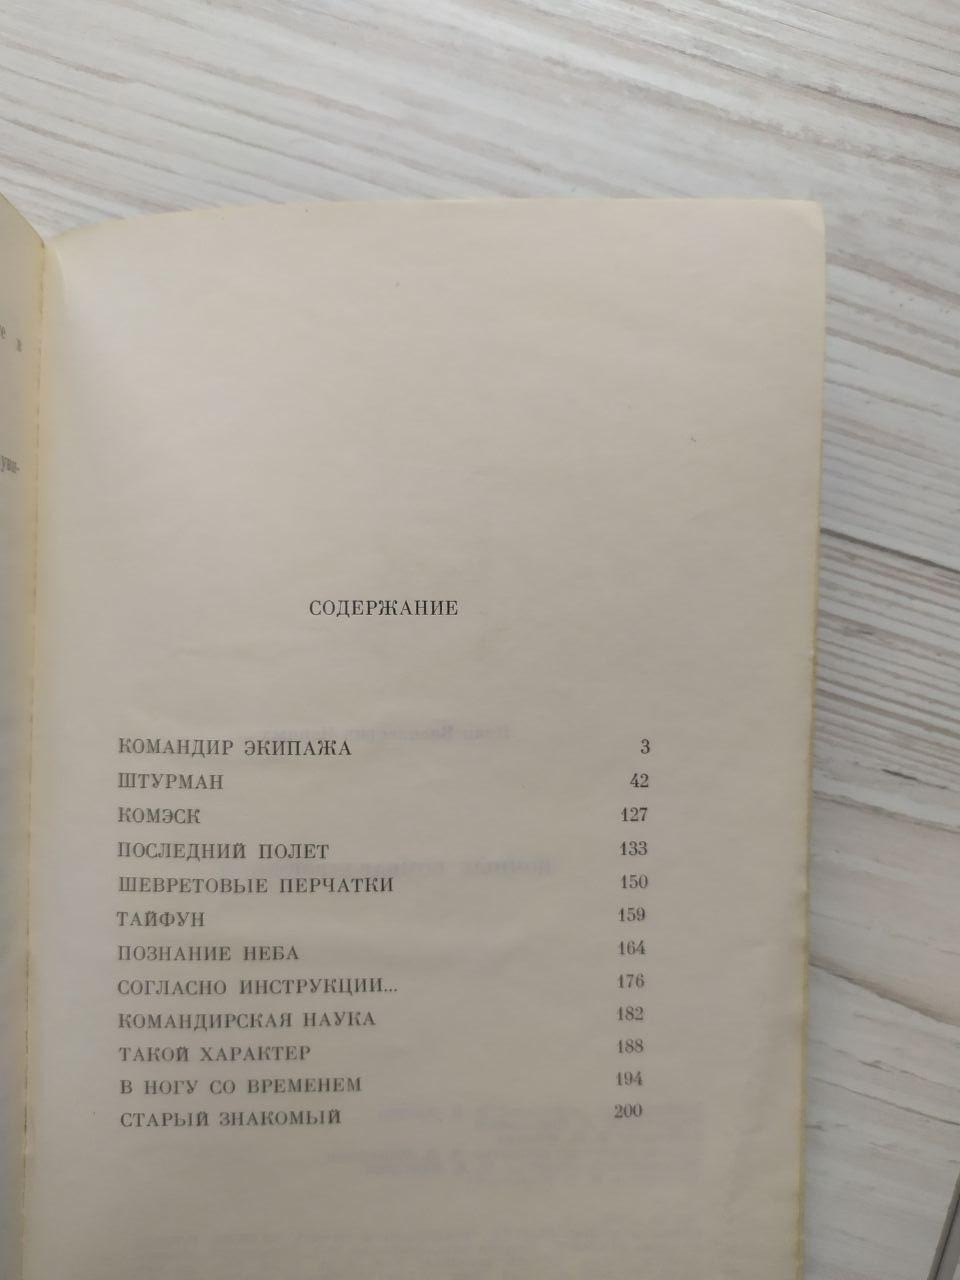 в
СОДЕРЖАНИЕ
КОМАНДИР ЭКИПАЖА 3
ШТУРМАН 42
КОМЭСК 127
ПОСЛЕДНИЙ ПОЛЕТ 133
ШЕВРЕТОВЫЕ ПЕРЧАТКИ 150
ТАЙФУН 159
ПОЗНАНИЕ НЕБА 164
СОГЛАСНО ИНСТРУКЦИИ... 176
КОМАНДИРСКАЯ НАУКА 182
ТАКОЙ ХАРАКТЕР 188
В НОГУ СО ВРЕМЕНЕМ 194
СТАРЫЙ ЗНАКОМЫЙ 200